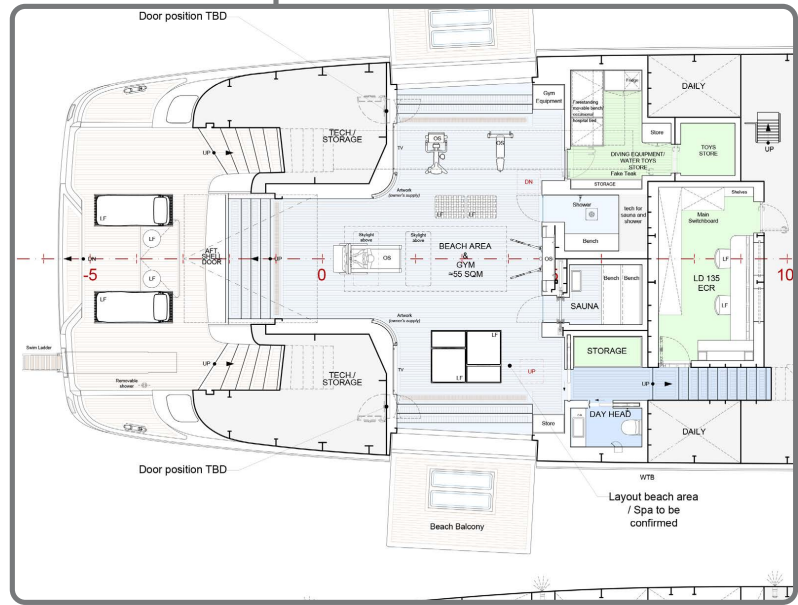 Door position TBD
TECH /
STORAGE
UP
TV
Gym
Equipment
OS
OS
Freestanding
movable bench/
occasional
hospital bed
Fridge
Store
DAILY
UP
DIVING EQUIPMENT/
WATER TOYS
STORE
Fake Teak
STORAGE
TOYS
STORE
DN
Artwork
(owner's supply)
LF
LF
LF
Shower
Bench
tech for
sauna and
shower
Shelves
Main
Switchboard
LF
LF
Skylight
above
Skylight
above
OS
BEACH AREA
&
GYM
≈55 SQM
OS
DN
-5
AFT
SHELL
DOOR
UP
0
LD 135
ECR
10
LF
LF
LF
SAUNA
Bench
Bench
Artwork
(owner's supply)
LF
LF
STORAGE
UP
TECH /
STORAGE
TV
UP
UP
Swim Ladder
Removable
shower
DAY HEAD
Store
DAILY
Door position TBD
WTB
Beach Balcony
Layout beach area
/ Spa to be
confirmed